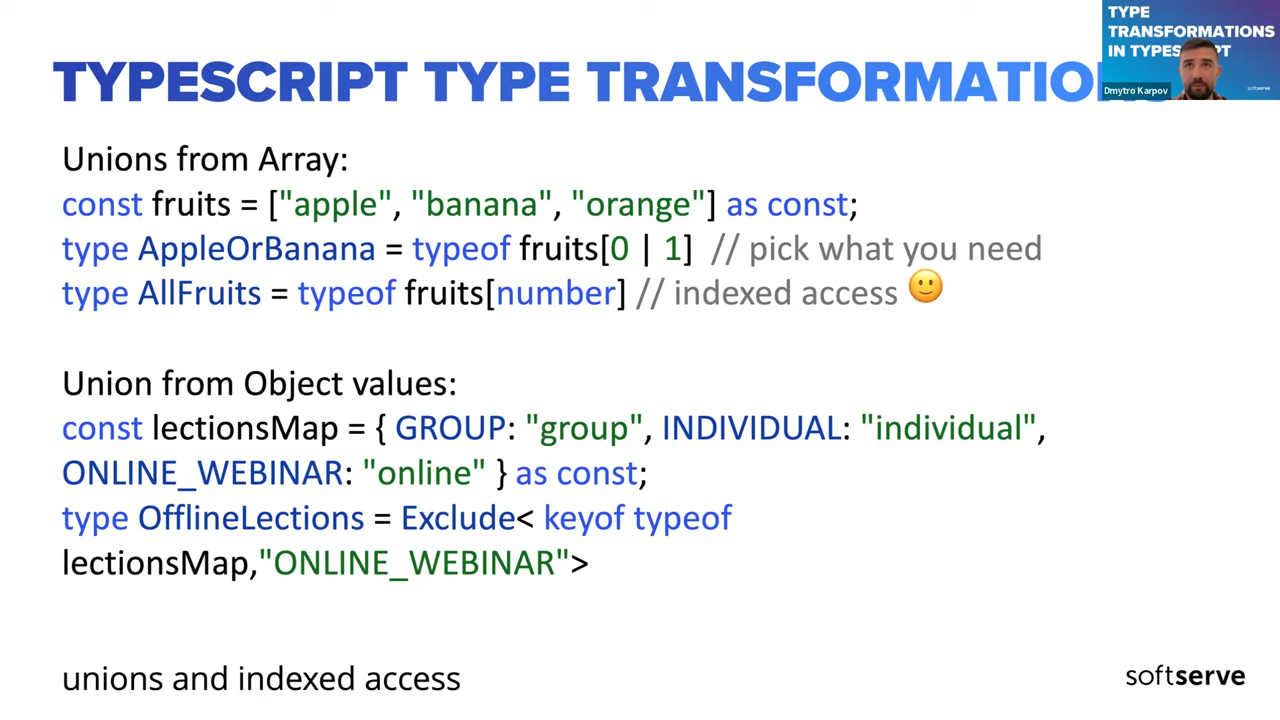 TYPE
TRANSFORMATIONS
IN TYPESCRIPT
Dmytro Karpov
softserve
TYPESCRIPT TYPE TRANSFORMATIO
Unions from Array:
const fruits = ["apple", "banana", "orange"] as const;
type AppleOrBanana = typeof fruits[0 | 1] // pick what you need
type AllFruits = typeof fruits[number] // indexed access 🙂
Union from Object values:
const lectionsMap = { GROUP: "group", INDIVIDUAL: "individual",
ONLINE_WEBINAR: "online" } as const;
type OfflineLections = Exclude< keyof typeof
lectionsMap,"ONLINE_WEBINAR">
unions and indexed access
softserve